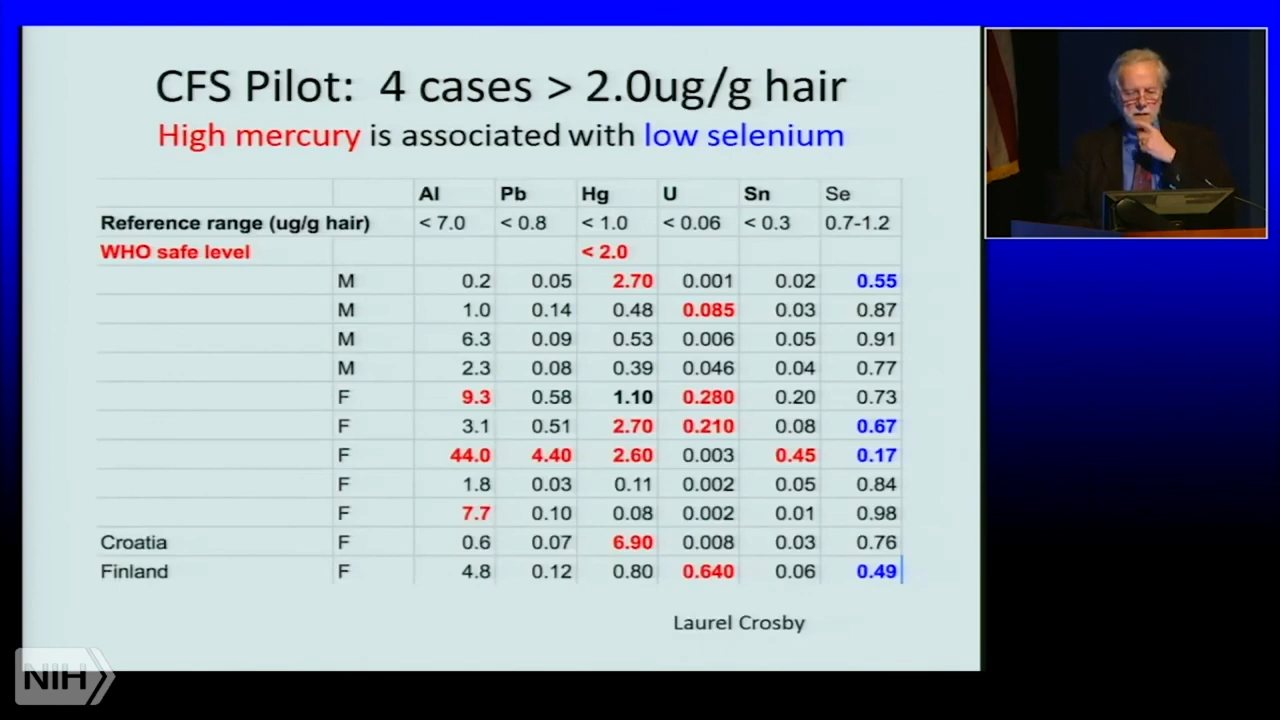 CFS Pilot: 4 cases > 2.0ug/g hair
High mercury is associated with low selenium
Al Pb Hg U Sn Se
Reference range (ug/g hair) < 7.0 < 0.8 < 1.0 < 0.06 < 0.3 0.7-1.2
WHO safe level < 2.0
M 0.2 0.05 2.70 0.001 0.02 0.55
M 1.0 0.14 0.48 0.085 0.03 0.87
M 6.3 0.09 0.53 0.006 0.05 0.91
M 2.3 0.08 0.39 0.046 0.04 0.77
F 9.3 0.58 1.10 0.280 0.20 0.73
F 3.1 0.51 2.70 0.210 0.08 0.67
F 44.0 4.40 2.60 0.003 0.45 0.17
F 1.8 0.03 0.11 0.002 0.05 0.84
F 7.7 0.10 0.08 0.002 0.01 0.98
Croatia F 0.6 0.07 6.90 0.008 0.03 0.76
Finland F 4.8 0.12 0.80 0.640 0.06 0.49
Laurel Crosby
NIH